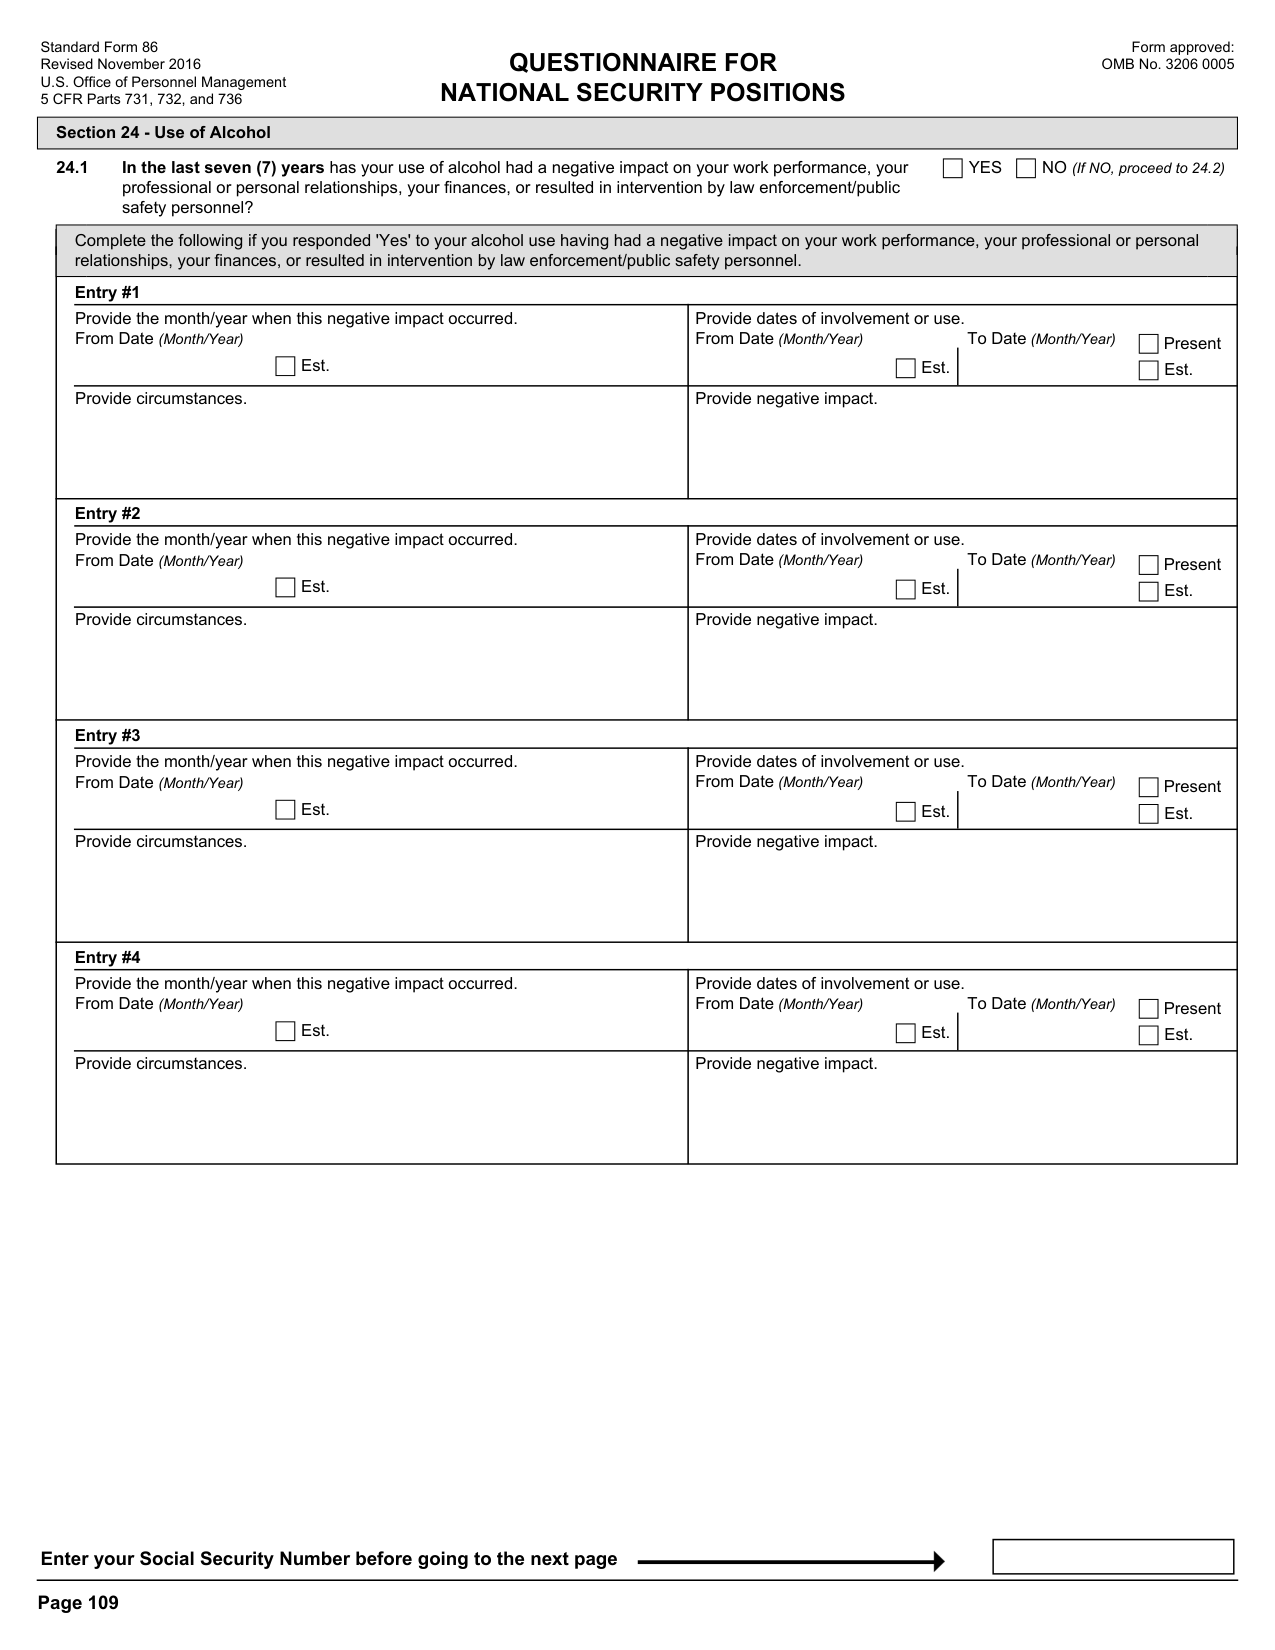 Standard Form 86
Revised November 2016
U.S. Office of Personnel Management
5 CFR Parts 731, 732, and 736
QUESTIONNAIRE FOR
NATIONAL SECURITY POSITIONS
Form approved:
OMB No. 3206 0005
Section 24 - Use of Alcohol
24.1 In the last seven (7) years has your use of alcohol had a negative impact on your work performance, your
professional or personal relationships, your finances, or resulted in intervention by law enforcement/public
safety personnel?
YES NO (If NO, proceed to 24.2)
Complete the following if you responded 'Yes' to your alcohol use having had a negative impact on your work performance, your professional or personal
relationships, your finances, or resulted in intervention by law enforcement/public safety personnel.
Entry #1
Provide the month/year when this negative impact occurred.
From Date (Month/Year)
Est.
Provide dates of involvement or use.
From Date (Month/Year)
Est.
To Date (Month/Year)
Present
Est.
Provide circumstances.
Provide negative impact.
Entry #2
Provide the month/year when this negative impact occurred.
From Date (Month/Year)
Est.
Provide dates of involvement or use.
From Date (Month/Year)
Est.
To Date (Month/Year)
Present
Est.
Provide circumstances.
Provide negative impact.
Entry #3
Provide the month/year when this negative impact occurred.
From Date (Month/Year)
Est.
Provide dates of involvement or use.
From Date (Month/Year)
Est.
To Date (Month/Year)
Present
Est.
Provide circumstances.
Provide negative impact.
Entry #4
Provide the month/year when this negative impact occurred.
From Date (Month/Year)
Est.
Provide dates of involvement or use.
From Date (Month/Year)
Est.
To Date (Month/Year)
Present
Est.
Provide circumstances.
Provide negative impact.
Enter your Social Security Number before going to the next page
Page 109